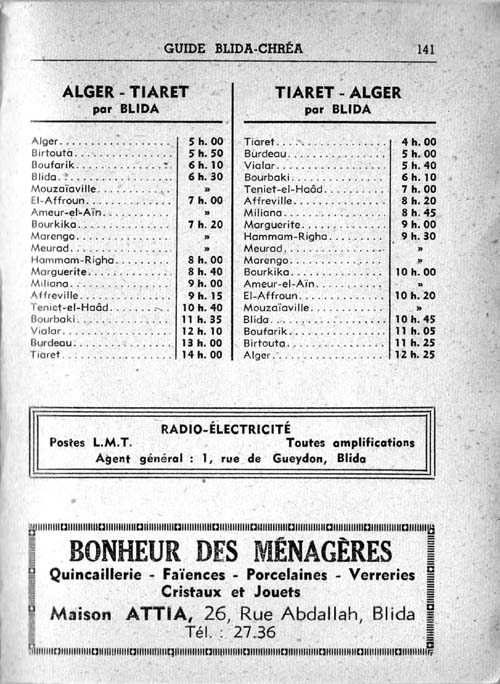 GUIDE BLIDA-CHRÉA 141
ALGER - TIARET
par BLIDA
Alger 5 h. 00
Birtouta 5 h. 50
Boufarik 6 h. 10
Blida 6 h. 30
Mouzaïaville »
El-Affroun 7 h. 00
Ameur-el-Aïn »
Bourkika 7 h. 20
Marengo »
Meurad »
Hammam-Righa 8 h. 00
Marguerite 8 h. 40
Miliana 9 h. 00
Affreville 9 h. 15
Teniet-el-Haâd 10 h. 40
Bourbaki 11 h. 35
Vialar 12 h. 10
Burdeau 13 h. 00
Tiaret 14 h. 00
TIARET - ALGER
par BLIDA
Tiaret 4 h. 00
Burdeau 5 h. 00
Vialar 5 h. 40
Bourbaki 6 h. 10
Teniet-el-Haâd 7 h. 00
Affreville 8 h. 20
Miliana 8 h. 45
Marguerite 9 h. 00
Hammam-Righa 9 h. 30
Meurad »
Marengo »
Bourkika 10 h. 00
Ameur-el-Aïn »
El-Affroun 10 h. 20
Mouzaïaville »
Blida 10 h. 45
Boufarik 11 h. 05
Birtouta 11 h. 25
Alger 12 h. 25
RADIO-ÉLECTRICITÉ
Postes L.M.T. Toutes amplifications
Agent général : 1, rue de Gueydon, Blida
BONHEUR DES MÉNAGÈRES
Quincaillerie - Faïences - Porcelaines - Verreries
Cristaux et Jouets
Maison ATTIA, 26, Rue Abdallah, Blida
Tél. : 27.36